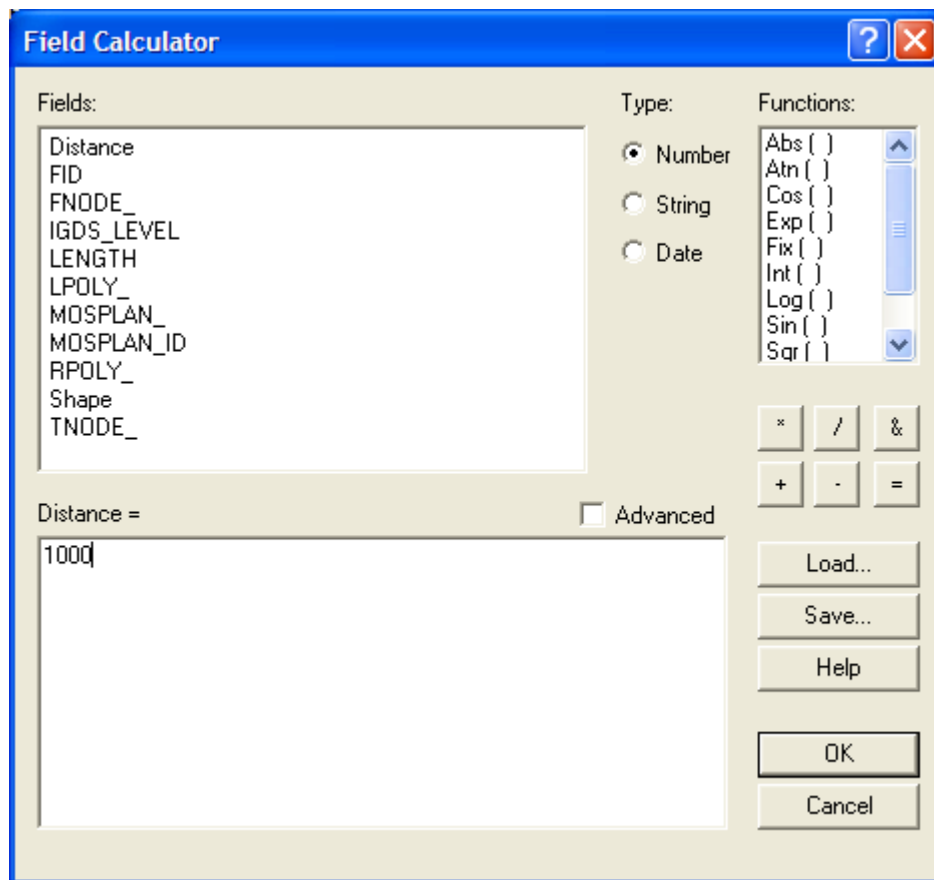 Field Calculator
?
Fields:
Type:
Functions:
Distance
FID
FNODE_
IGDS_LEVEL
LENGTH
LPOLY_
MOSPLAN_
MOSPLAN_ID
RPOLY_
Shape
TNODE_
Number
String
Date
Abs ( )
Atn ( )
Cos ( )
Exp ( )
Fix ( )
Int ( )
Log ( )
Sin ( )
Sqr ( )
* / &
+ - =
Distance =
Advanced
1000
Load...
Save...
Help
OK
Cancel